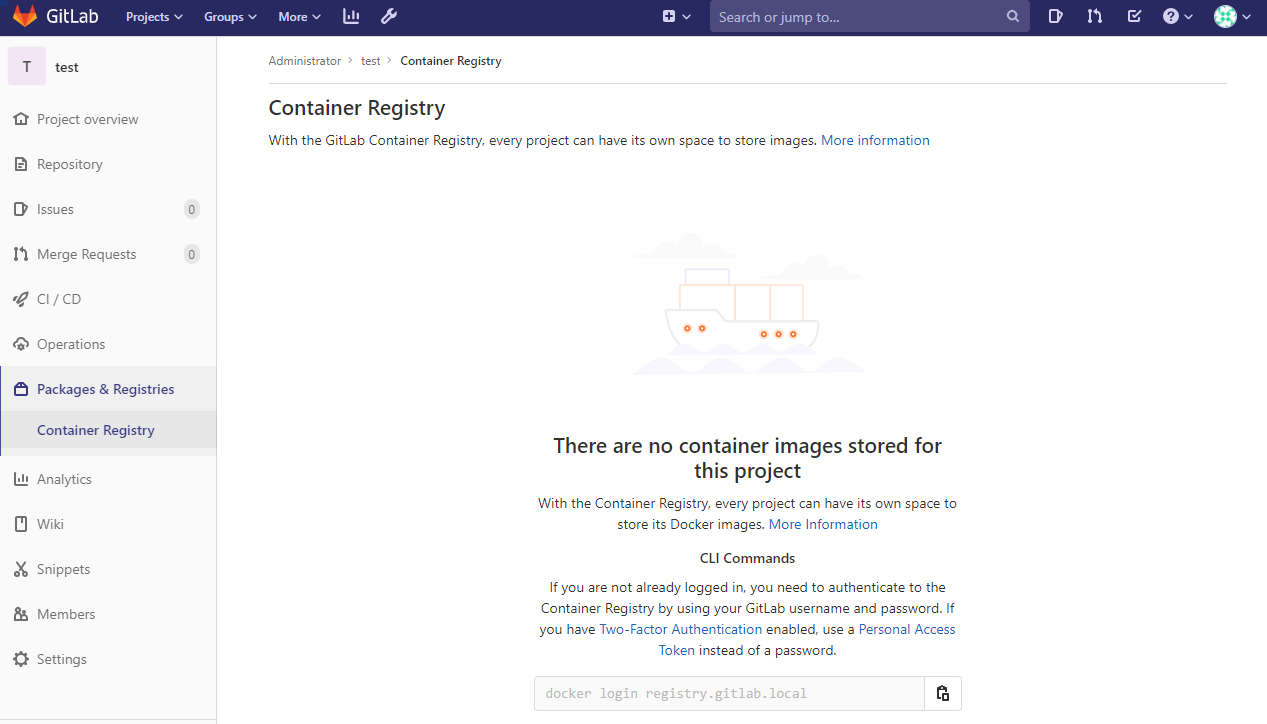 GitLab Projects Groups More Search or jump to...
T test
Project overview
Repository
Issues 0
Merge Requests 0
CI / CD
Operations
Packages & Registries
Container Registry
Analytics
Wiki
Snippets
Members
Settings
Administrator > test > Container Registry
Container Registry
With the GitLab Container Registry, every project can have its own space to store images. More information
There are no container images stored for
this project
With the Container Registry, every project can have its own space to
store its Docker images. More Information
CLI Commands
If you are not already logged in, you need to authenticate to the
Container Registry by using your GitLab username and password. If
you have Two-Factor Authentication enabled, use a Personal Access
Token instead of a password.
docker login registry.gitlab.local